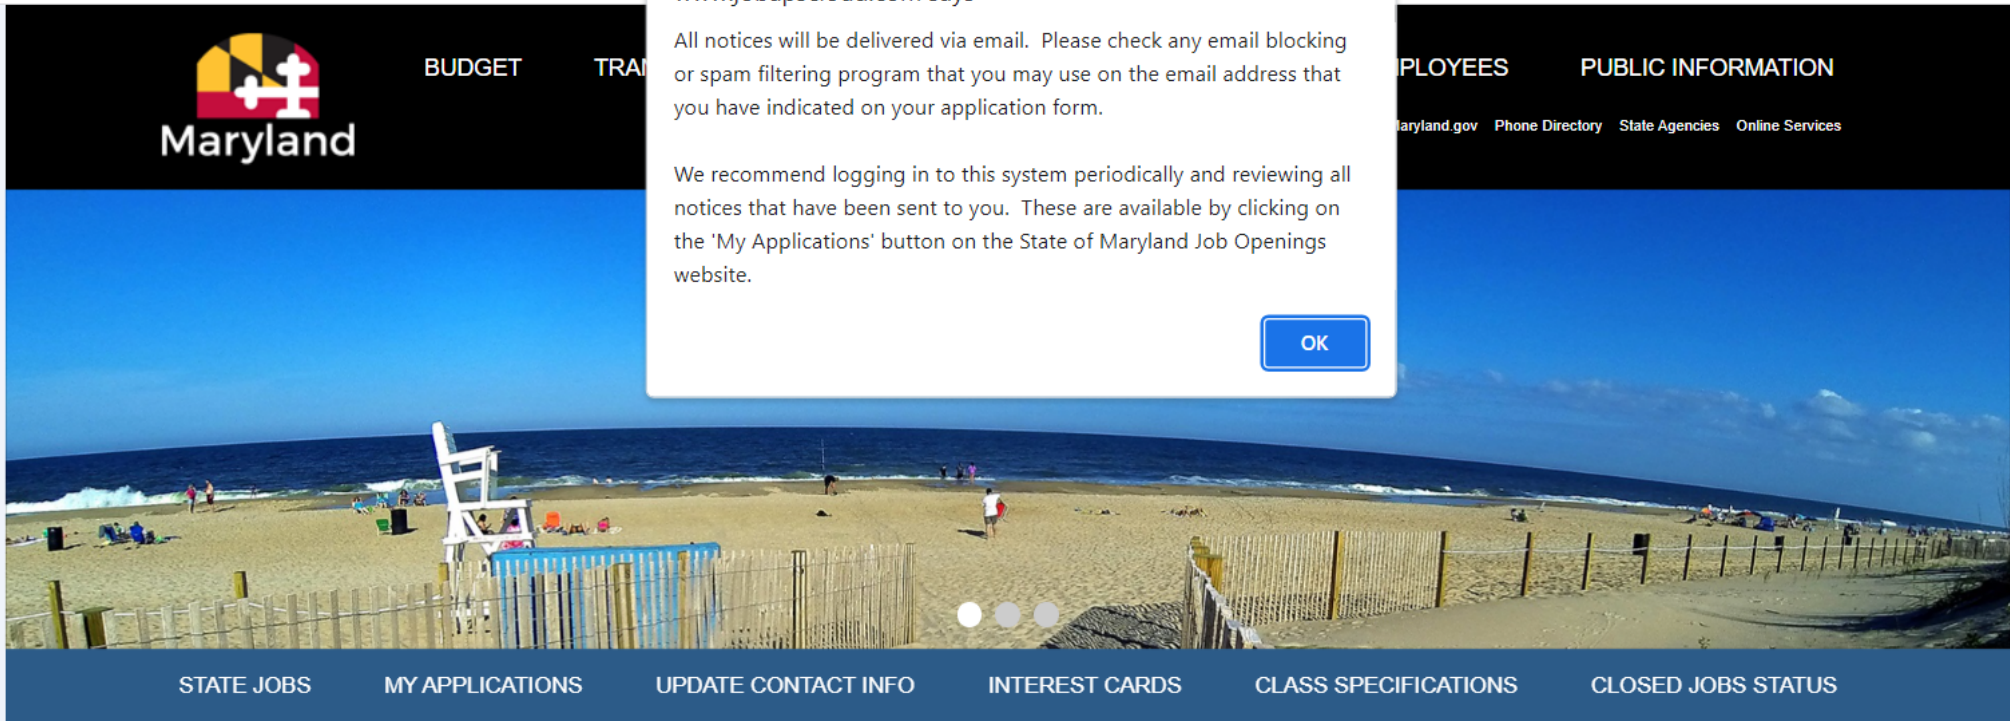 All notices will be delivered via email.  Please check any email blocking
or spam filtering program that you may use on the email address that
you have indicated on your application form.
We recommend logging in to this system periodically and reviewing all
notices that have been sent to you.  These are available by clicking on
the 'My Applications' button on the State of Maryland Job Openings
website.
OK
Maryland
BUDGET
PUBLIC INFORMATION
Phone Directory State Agencies Online Services
STATE JOBS MY APPLICATIONS UPDATE CONTACT INFO INTEREST CARDS CLASS SPECIFICATIONS CLOSED JOBS STATUS